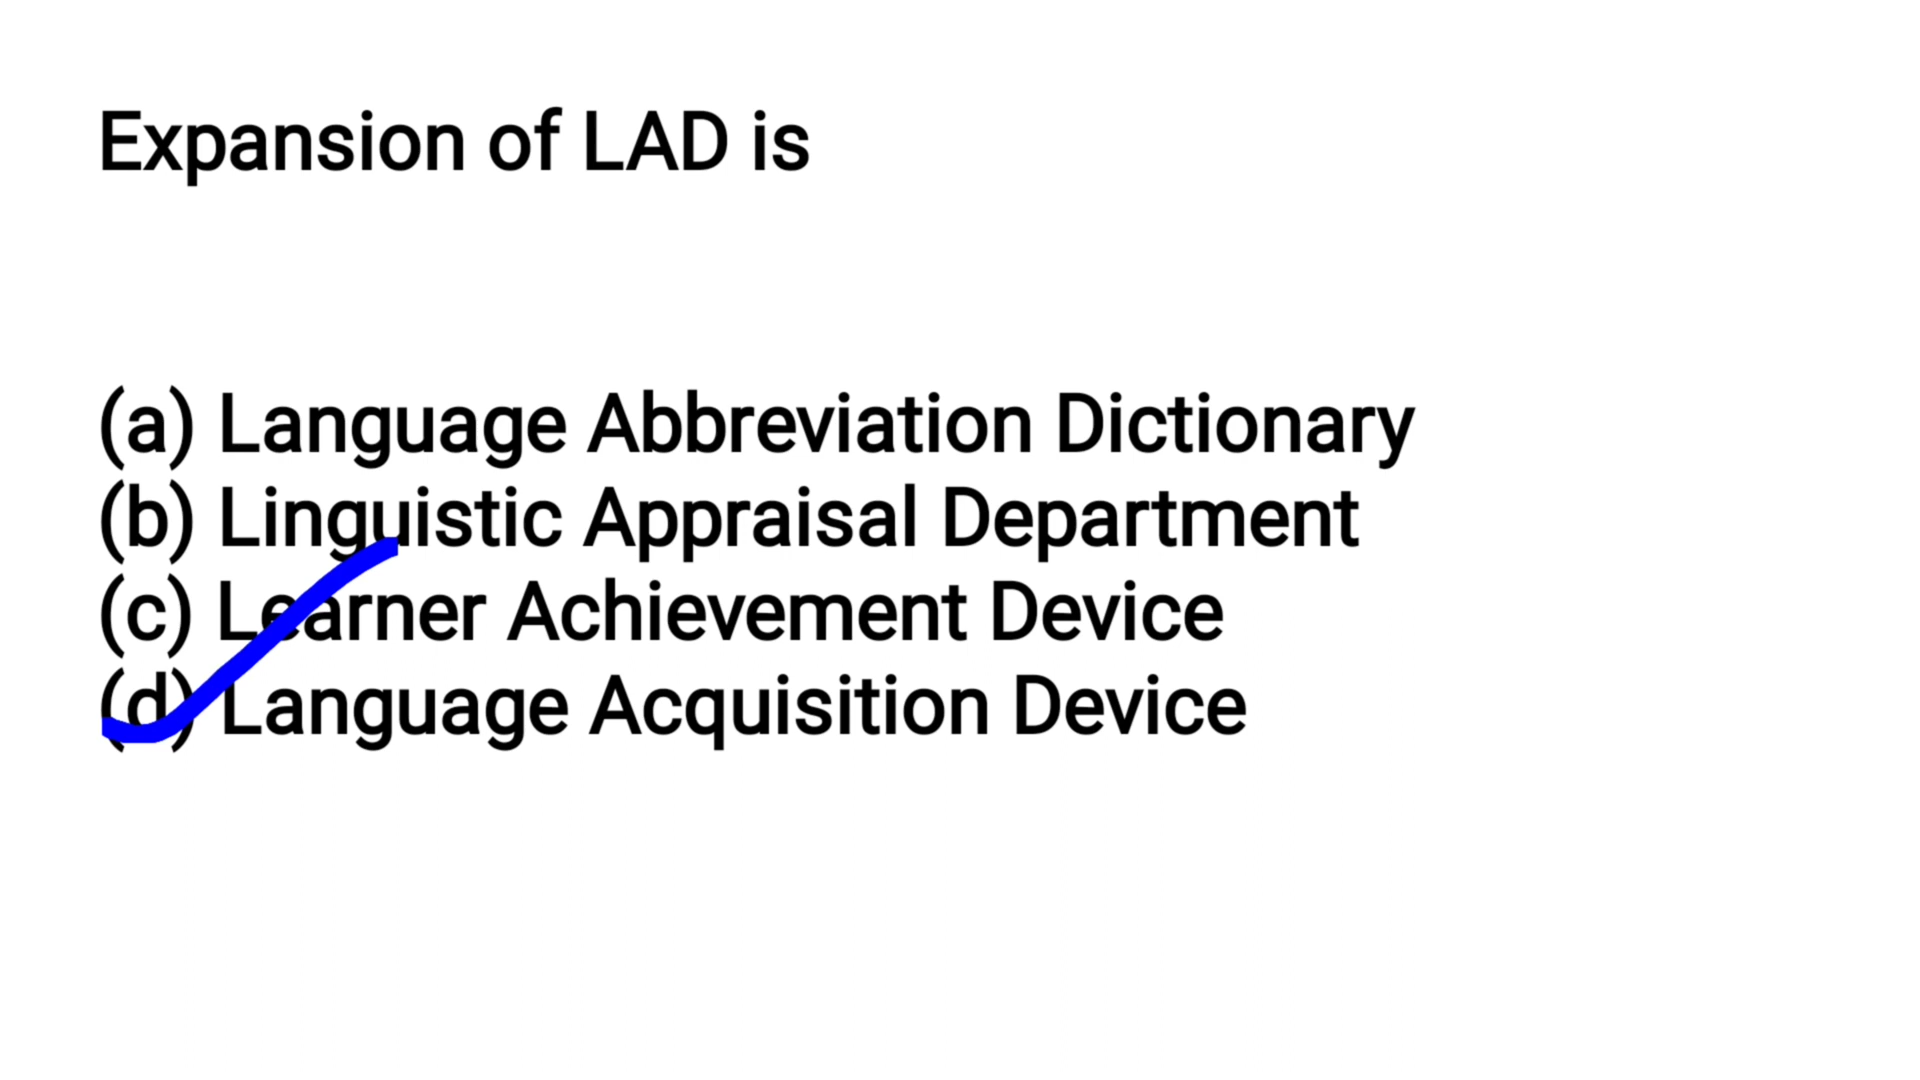 Expansion of LAD is
(a) Language Abbreviation Dictionary
(b) Linguistic Appraisal Department
(c) Learner Achievement Device
(d) Language Acquisition Device